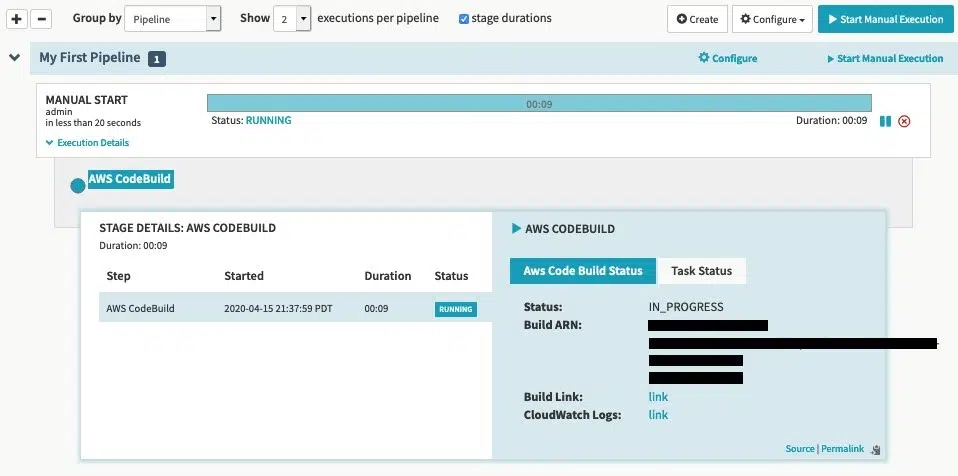 Group by Pipeline Show 2 executions per pipeline stage durations Create Configure Start Manual Execution
My First Pipeline 1 Configure Start Manual Execution
MANUAL START
admin
in less than 20 seconds
00:09
Status: RUNNING Duration: 00:09
Execution Details
AWS CodeBuild
STAGE DETAILS: AWS CODEBUILD
Duration: 00:09
Step Started Duration Status
AWS CodeBuild 2020-04-15 21:37:59 PDT 00:09 RUNNING
AWS CODEBUILD
Aws Code Build Status Task Status
Status: IN_PROGRESS
Build ARN:
Build Link: link
CloudWatch Logs: link
Source | Permalink